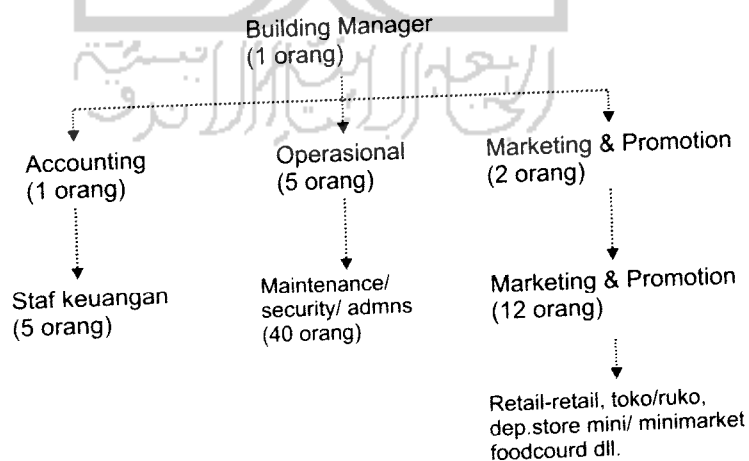 Building Manager
(1 orang)
Accounting
(1 orang)
Operasional
(5 orang)
Marketing & Promotion
(2 orang)
Staf keuangan
(5 orang)
Maintenance/
security/ admns
(40 orang)
Marketing & Promotion
(12 orang)
Retail-retail, toko/ruko,
dep.store mini/ minimarket
foodcourd dll.